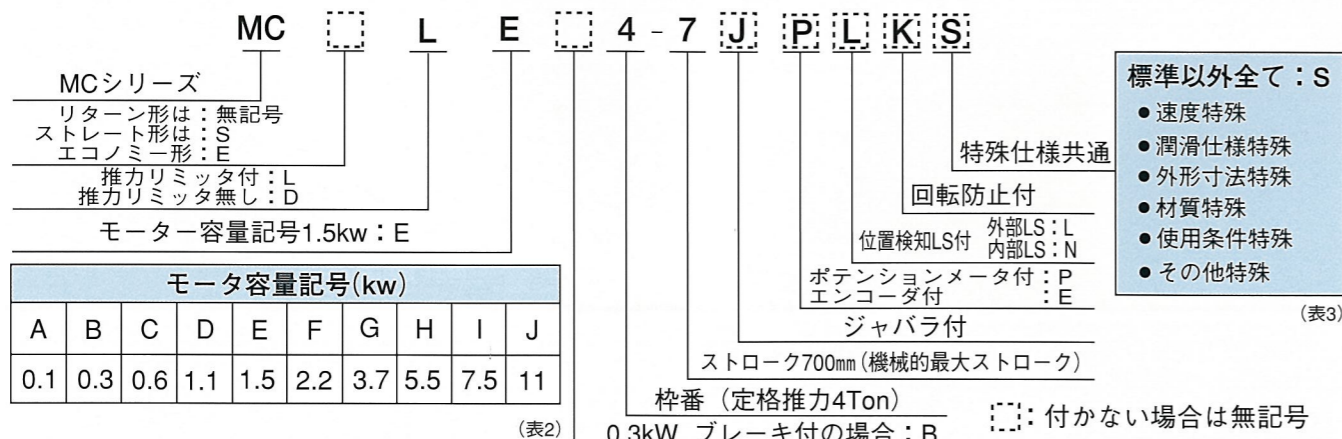 MC L E 4 - 7 J P L K S
MCシリーズ
リターン形は：無記号
ストレート形は：S
エコノミー形：E
推力リミッタ付：L
推力リミッタ無し：D
モーター容量記号1.5kw：E
モータ容量記号(kw)
A B C D E F G H I J
0.1 0.3 0.6 1.1 1.5 2.2 3.7 5.5 7.5 11
(表2)
標準以外全て：S
●速度特殊
●潤滑仕様特殊
●外形寸法特殊
●材質特殊
●使用条件特殊
●その他特殊
(表3)
特殊仕様共通
回転防止付
位置検知LS付 外部LS：L
内部LS：N
ポテンションメータ付：P
エンコーダ付：E
ジャバラ付
ストローク700mm(機械的最大ストローク)
枠番（定格推力4Ton）
0.3kW ブレーキ付の場合：B
：付かない場合は無記号